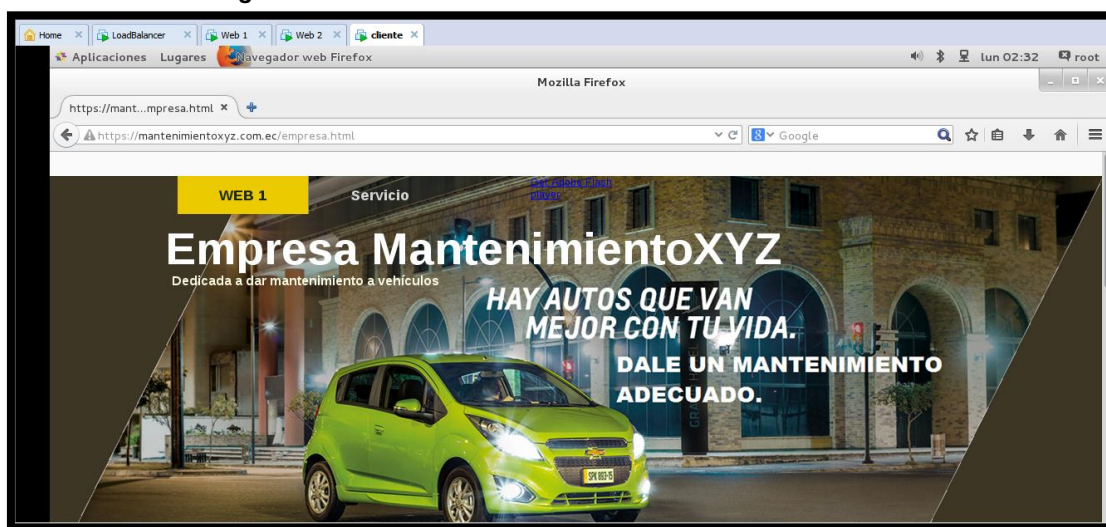 Home × LoadBalancer × Web 1 × Web 2 × cliente ×
Aplicaciones Lugares Navegador web Firefox lun 02:32 root
Mozilla Firefox
https://mant...mpresa.html ×
https://mantenimientoxyz.com.ec/empresa.html Google
WEB 1 Servicio Get Adobe Flash
player
Empresa MantenimientoXYZ
Dedicada a dar mantenimiento a vehículos
HAY AUTOS QUE VAN
MEJOR CON TU VIDA.
DALE UN MANTENIMIENTO
ADECUADO.